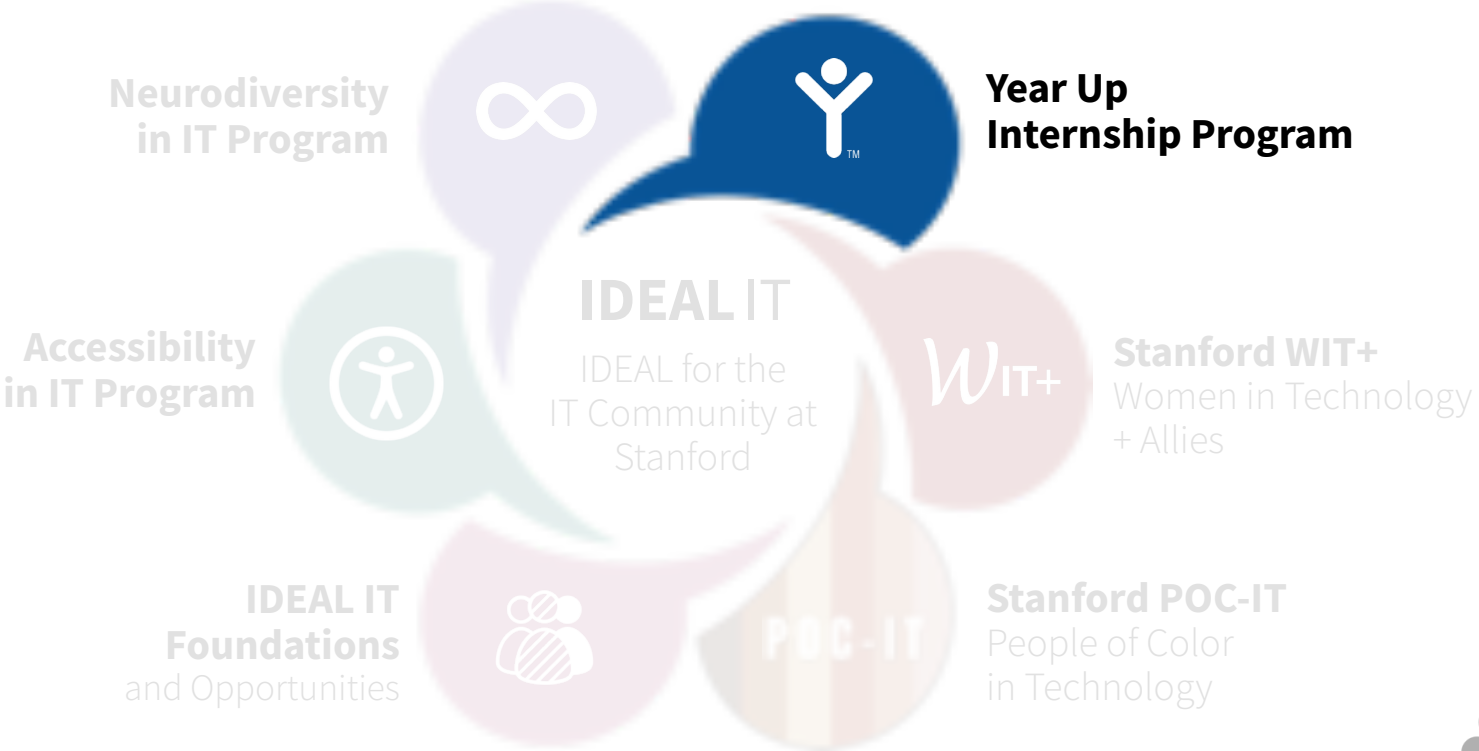 Neurodiversity
in IT Program
TM
Year Up
Internship Program
IDEAL IT
IDEAL for the
IT Community at
Stanford
Accessibility
in IT Program
WIT+
Stanford WIT+
Women in Technology
+ Allies
IDEAL IT
Foundations
and Opportunities
POC-IT
Stanford POC-IT
People of Color
in Technology